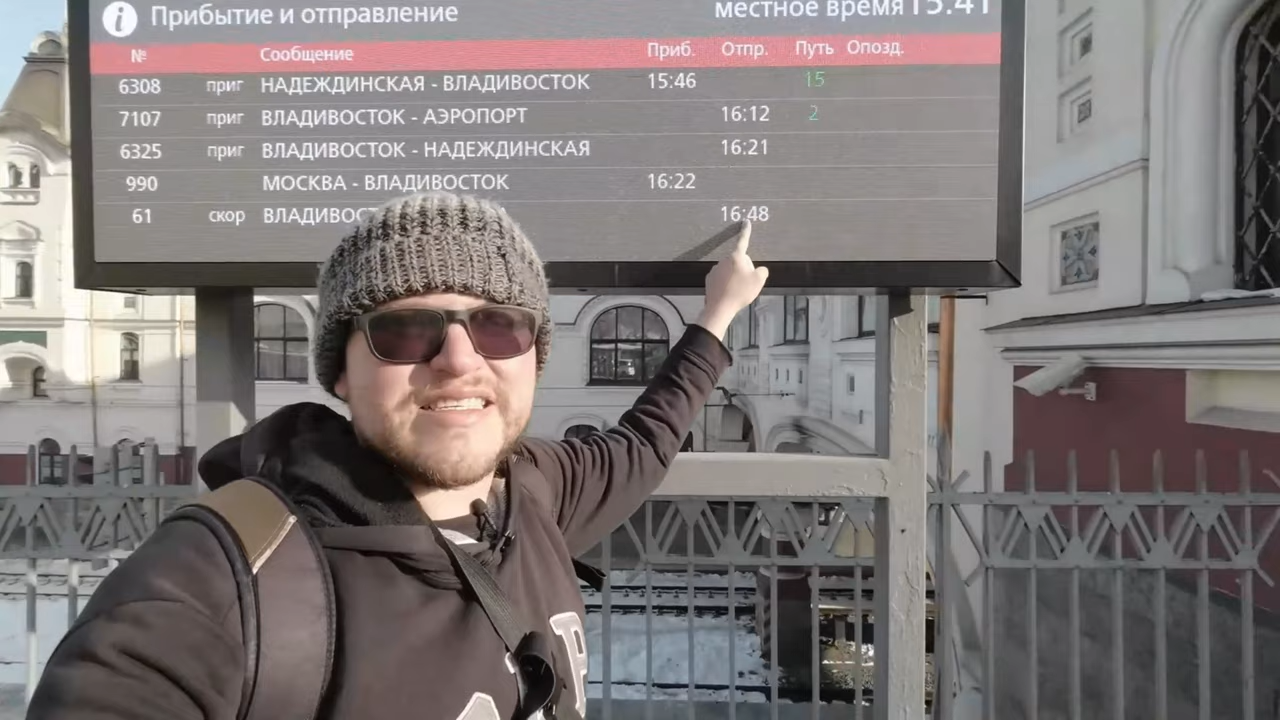 i Прибытие и отправление местное время 15:41
№ Сообщение Приб. Отпр. Путь Опозд.
6308 приг НАДЕЖДИНСКАЯ - ВЛАДИВОСТОК 15:46 15
7107 приг ВЛАДИВОСТОК - АЭРОПОРТ 16:12 2
6325 приг ВЛАДИВОСТОК - НАДЕЖДИНСКАЯ 16:21
990 МОСКВА - ВЛАДИВОСТОК 16:22
61 скор 16:48